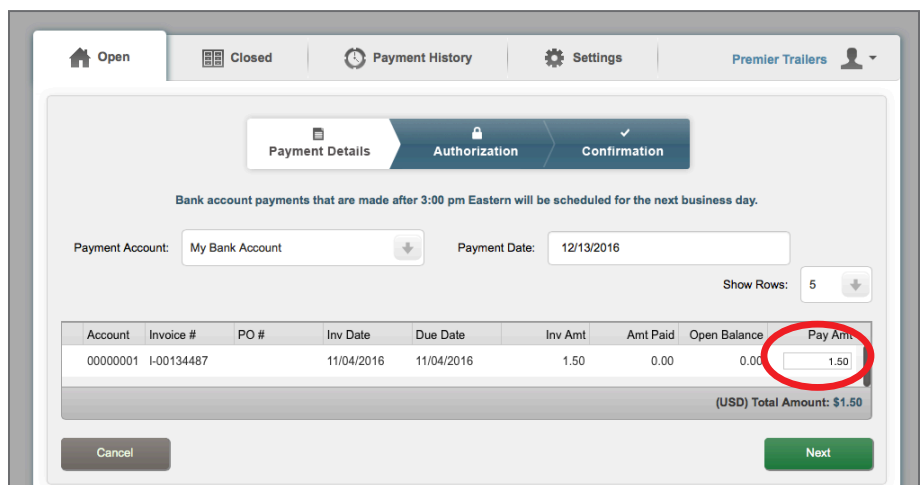 Open Closed Payment History Settings Premier Trailers
Payment Details Authorization Confirmation
Bank account payments that are made after 3:00 pm Eastern will be scheduled for the next business day.
Payment Account: My Bank Account Payment Date: 12/13/2016
Show Rows: 5
Account Invoice # PO # Inv Date Due Date Inv Amt Amt Paid Open Balance Pay Amt
00000001 I-00134487 11/04/2016 11/04/2016 1.50 0.00 0.00 1.50
(USD) Total Amount: $1.50
Cancel Next